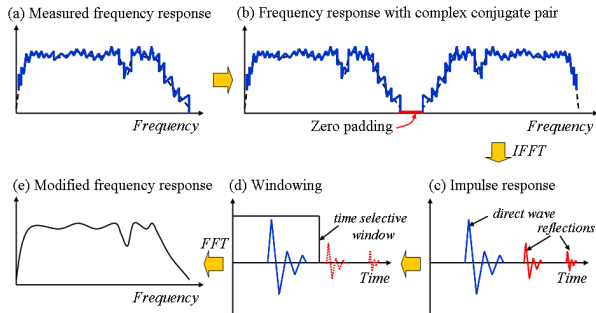 (a) Measured frequency response
(b) Frequency response with complex conjugate pair
Frequency
Zero padding
Frequency
IFFT
(e) Modified frequency response
(d) Windowing
(c) Impulse response
time selective
window
direct wave
reflections
FFT
Time
Time
Frequency